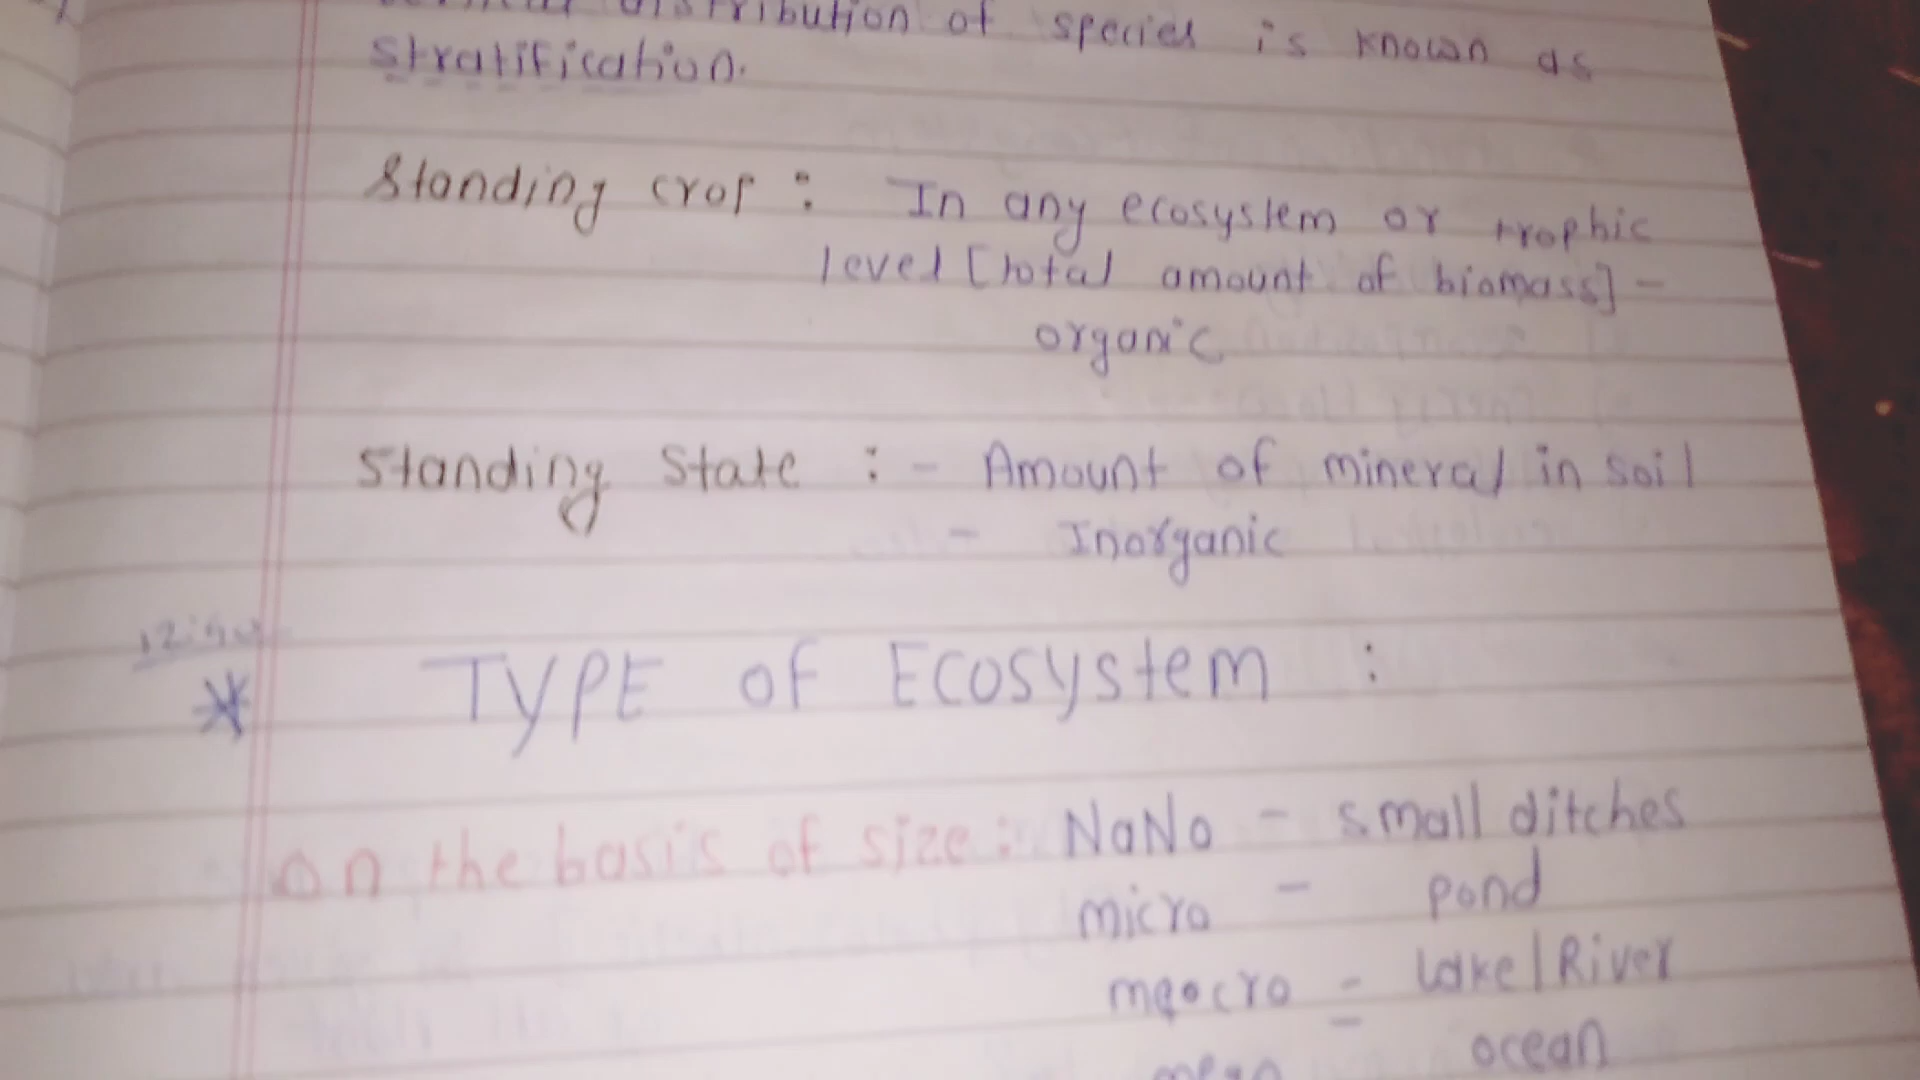 distribution of species is known as
stratification.
Standing crop : In any ecosystem or trophic
level [total amount of biomass] -
organic
Standing State : - Amount of mineral in soil
- Inorganic
* TYPE of Ecosystem :
on the basis of size : NaNo - small ditches
micro - pond
- Lake/River
- ocean